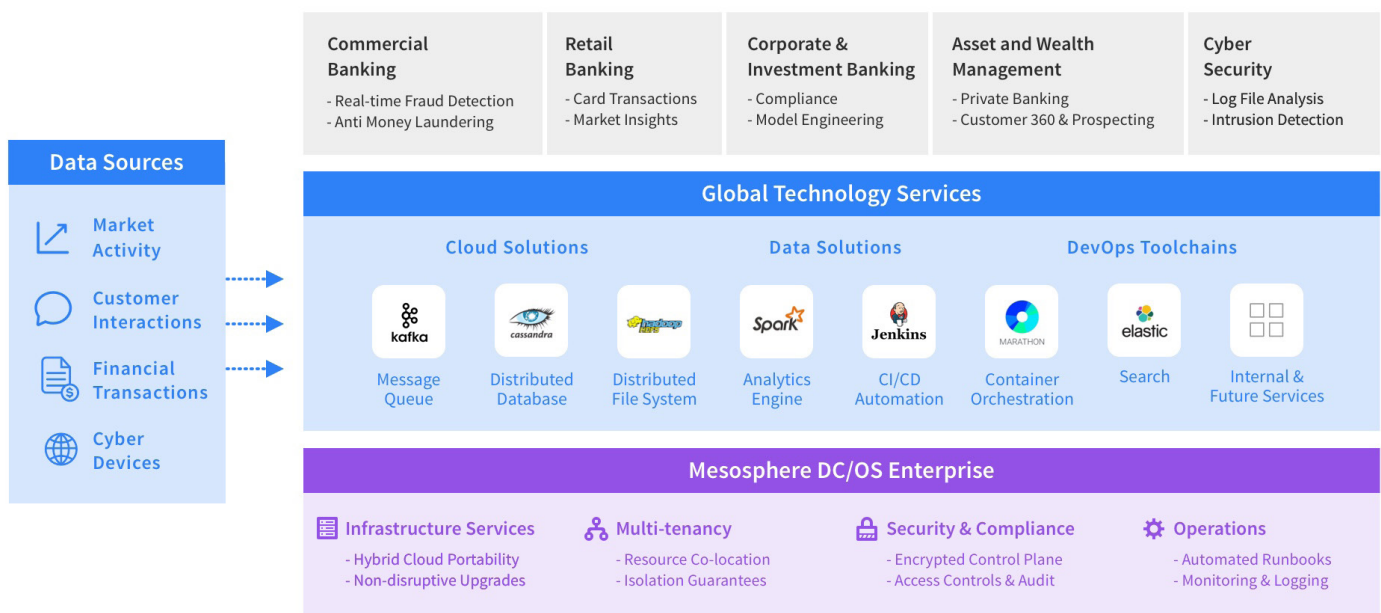 Commercial
Banking
- Real-time Fraud Detection
- Anti Money Laundering
Retail
Banking
- Card Transactions
- Market Insights
Corporate &
Investment Banking
- Compliance
- Model Engineering
Asset and Wealth
Management
- Private Banking
- Customer 360 & Prospecting
Cyber
Security
- Log File Analysis
- Intrusion Detection
Data Sources
Market
Activity
Customer
Interactions
Financial
Transactions
Cyber
Devices
Global Technology Services
Cloud Solutions
Data Solutions
DevOps Toolchains
kafka
Message
Queue
cassandra
Distributed
Database
hadoop
Distributed
File System
Spark
Analytics
Engine
Jenkins
CI/CD
Automation
MARATHON
Container
Orchestration
elastic
Search
Internal &
Future Services
Mesosphere DC/OS Enterprise
Infrastructure Services
- Hybrid Cloud Portability
- Non-disruptive Upgrades
Multi-tenancy
- Resource Co-location
- Isolation Guarantees
Security & Compliance
- Encrypted Control Plane
- Access Controls & Audit
Operations
- Automated Runbooks
- Monitoring & Logging